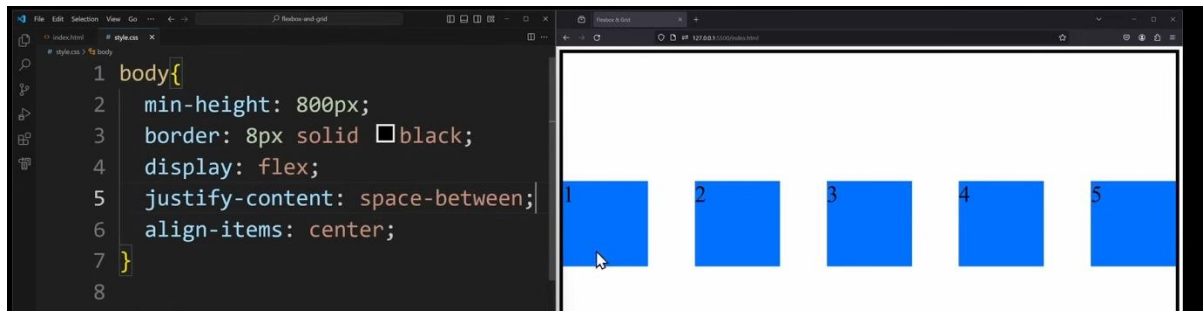 File Edit Selection View Go ··· flexbox-and-grid
index.html
# style.css
# style.css > body
1 body{
2 min-height: 800px;
3 border: 8px solid black;
4 display: flex;
5 justify-content: space-between;
6 align-items: center;
7 }
8
Flexbox & Grid
127.0.0.1:5500/index.html
1 2 3 4 5